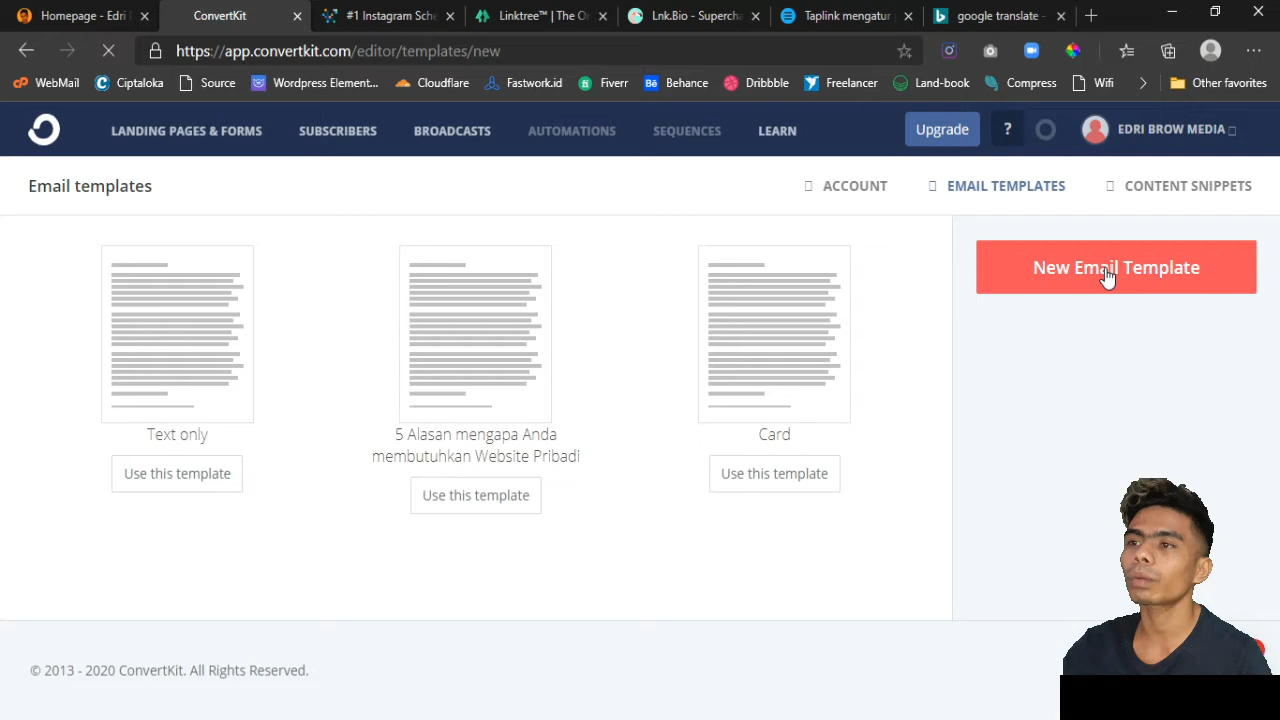 Homepage - Edri
ConvertKit
#1 Instagram Sche
Linktree™ | The O
Lnk.Bio - Supercha
Taplink mengatur
google translate -
https://app.convertkit.com/editor/templates/new
WebMail
Ciptaloka
Source
Wordpress Element...
Cloudflare
Fastwork.id
Fiverr
Behance
Dribbble
Freelancer
Land-book
Compress
Wifi
Other favorites
LANDING PAGES & FORMS
SUBSCRIBERS
BROADCASTS
AUTOMATIONS
SEQUENCES
LEARN
Upgrade
?
EDRI BROW MEDIA
Email templates
ACCOUNT
EMAIL TEMPLATES
CONTENT SNIPPETS
New Email Template
Text only
Use this template
5 Alasan mengapa Anda
membutuhkan Website Pribadi
Use this template
Card
Use this template
© 2013 - 2020 ConvertKit. All Rights Reserved.